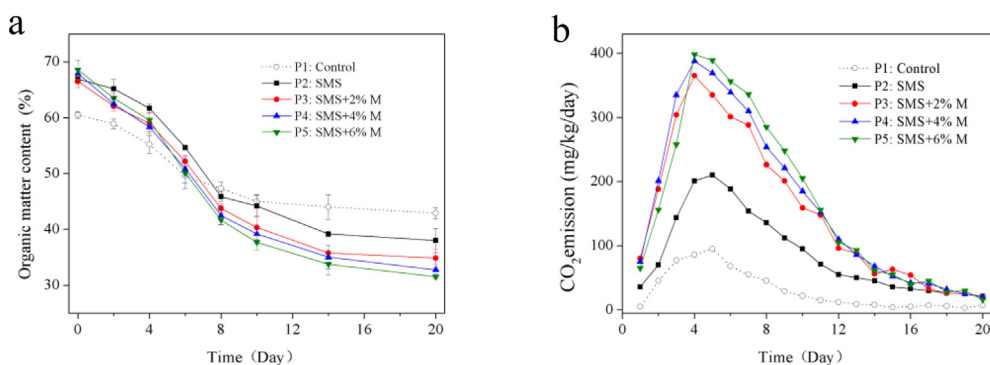 a
70
60
50
40
30
Organic matter content (%)
0 4 8 12 16 20
Time (Day)
P1: Control
P2: SMS
P3: SMS+2% M
P4: SMS+4% M
P5: SMS+6% M
b
400
300
200
100
0
CO2emission (mg/kg/day)
0 4 8 12 16 20
Time (Day)
P1: Control
P2: SMS
P3: SMS+2% M
P4: SMS+4% M
P5: SMS+6% M